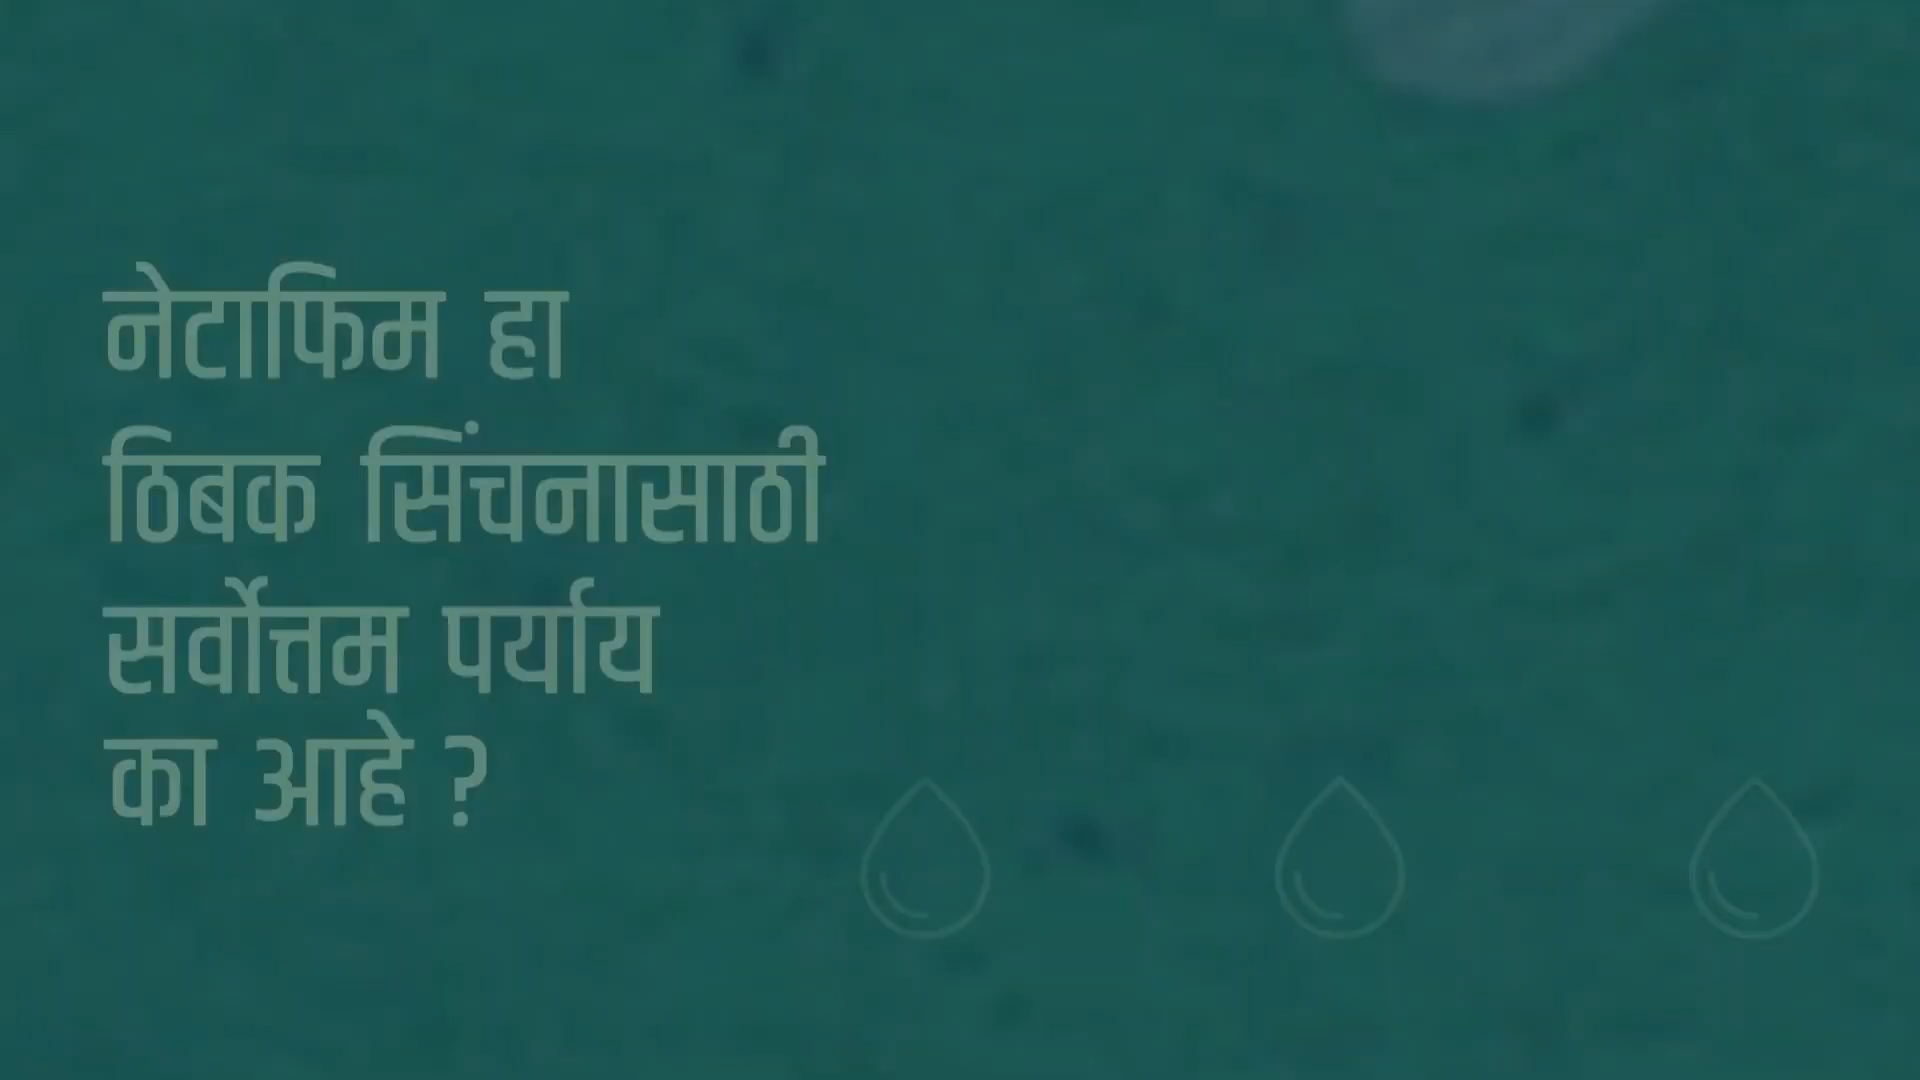 नेटाफिम हा
ठिबक सिंचनासाठी
सर्वोत्तम पर्याय
का आहे ?